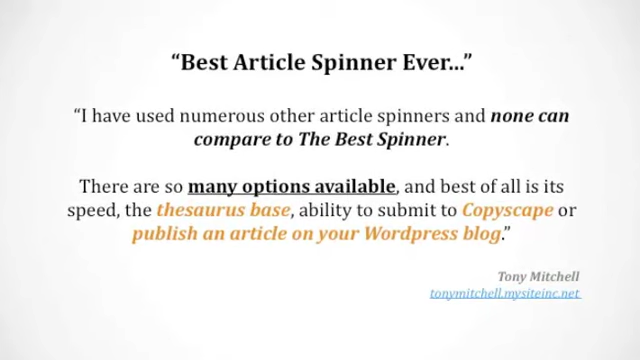 “Best Article Spinner Ever...”
“I have used numerous other article spinners and none can
compare to The Best Spinner.
There are so many options available, and best of all is its
speed, the thesaurus base, ability to submit to Copyscape or
publish an article on your Wordpress blog.”
Tony Mitchell
tonymitchell.mysiteinc.net